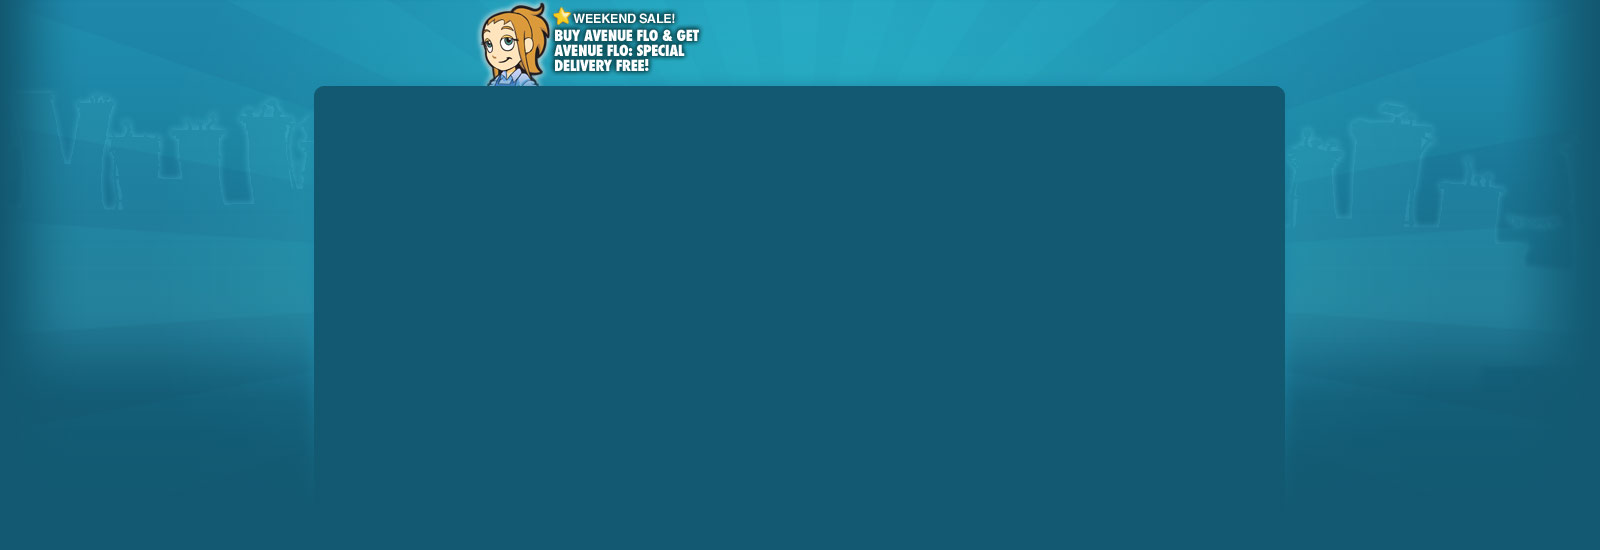 WEEKEND SALE!
BUY AVENUE FLO & GET
AVENUE FLO: SPECIAL
DELIVERY FREE!